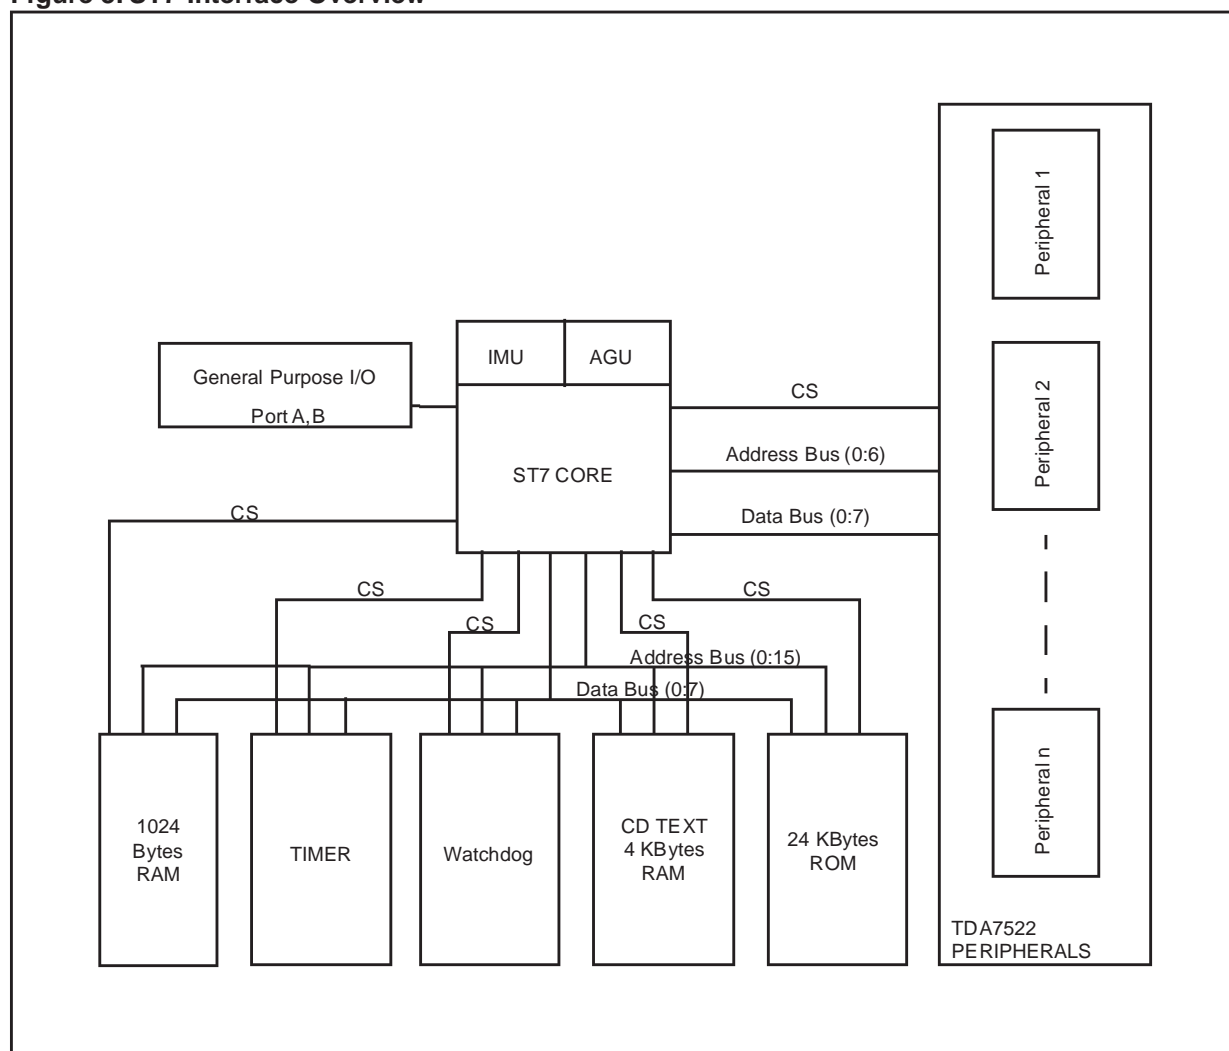 Figure 3. ST7 Interface Overview
Peripheral 1
IMU
AGU
General Purpose I/O
Port A,B
CS
Peripheral 2
Address Bus (0:6)
ST7 CORE
Data Bus (0:7)
CS
CS
CS
CS
CS
Address Bus (0:15)
Data Bus (0:7)
Peripheral n
1024
Bytes
RAM
TIMER
Watchdog
CD TEXT
4 KBytes
RAM
24 KBytes
ROM
TDA7522
PERIPHERALS